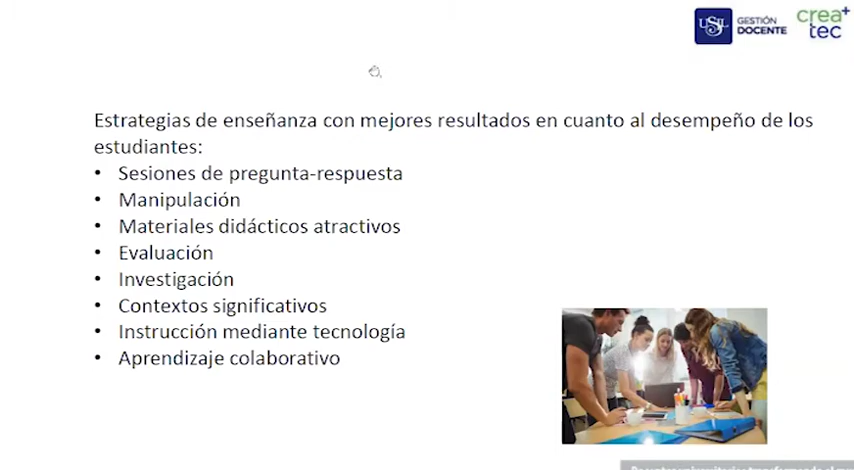 USIL GESTIÓN DOCENTE
crea+ tec
Estrategias de enseñanza con mejores resultados en cuanto al desempeño de los
estudiantes:
• Sesiones de pregunta-respuesta
• Manipulación
• Materiales didácticos atractivos
• Evaluación
• Investigación
• Contextos significativos
• Instrucción mediante tecnología
• Aprendizaje colaborativo